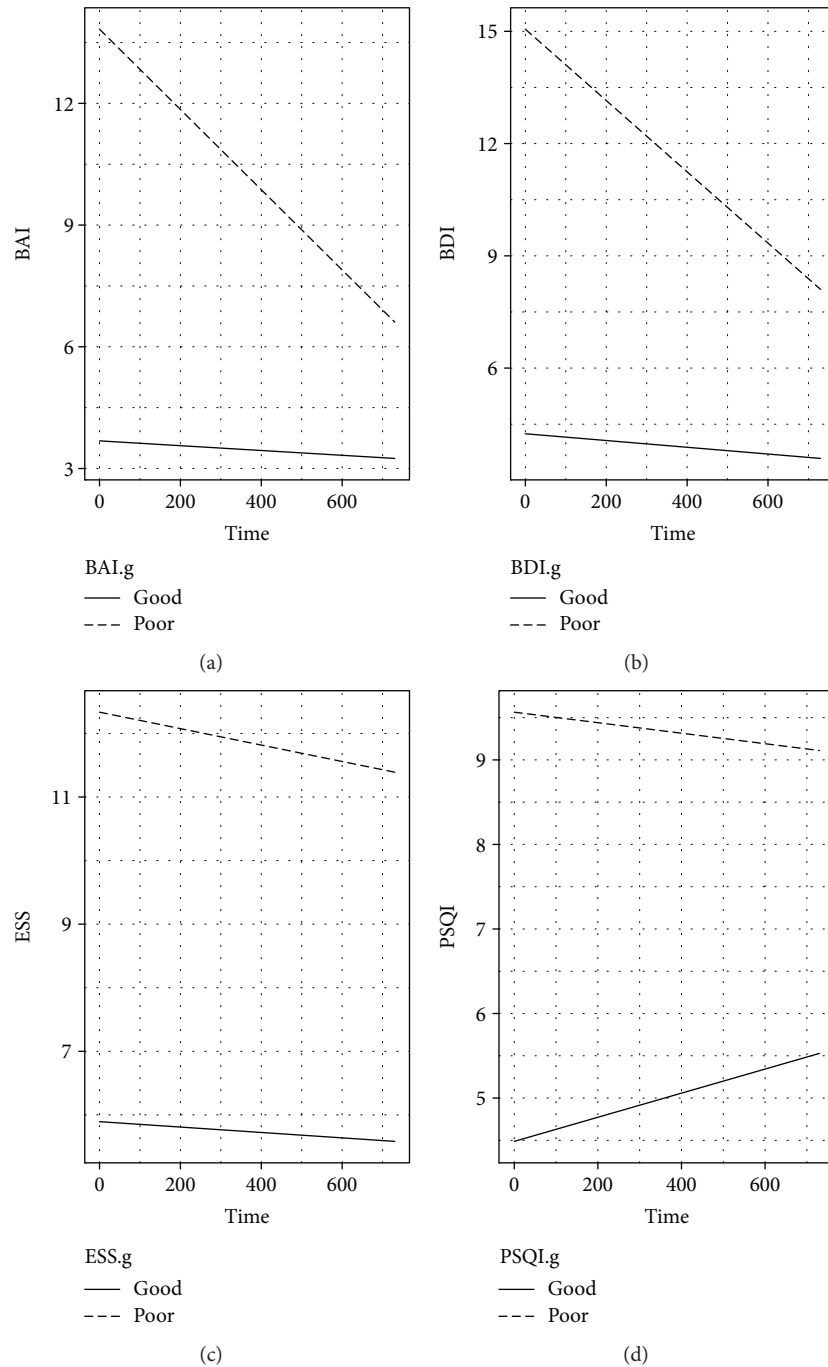 12
9
6
3
BAI
0 200 400 600
Time
BAI.g
Good
Poor
(a)
15
12
9
6
BDI
0 200 400 600
Time
BDI.g
Good
Poor
(b)
11
9
7
ESS
0 200 400 600
Time
ESS.g
Good
Poor
(c)
9
8
7
6
5
PSQI
0 200 400 600
Time
PSQI.g
Good
Poor
(d)